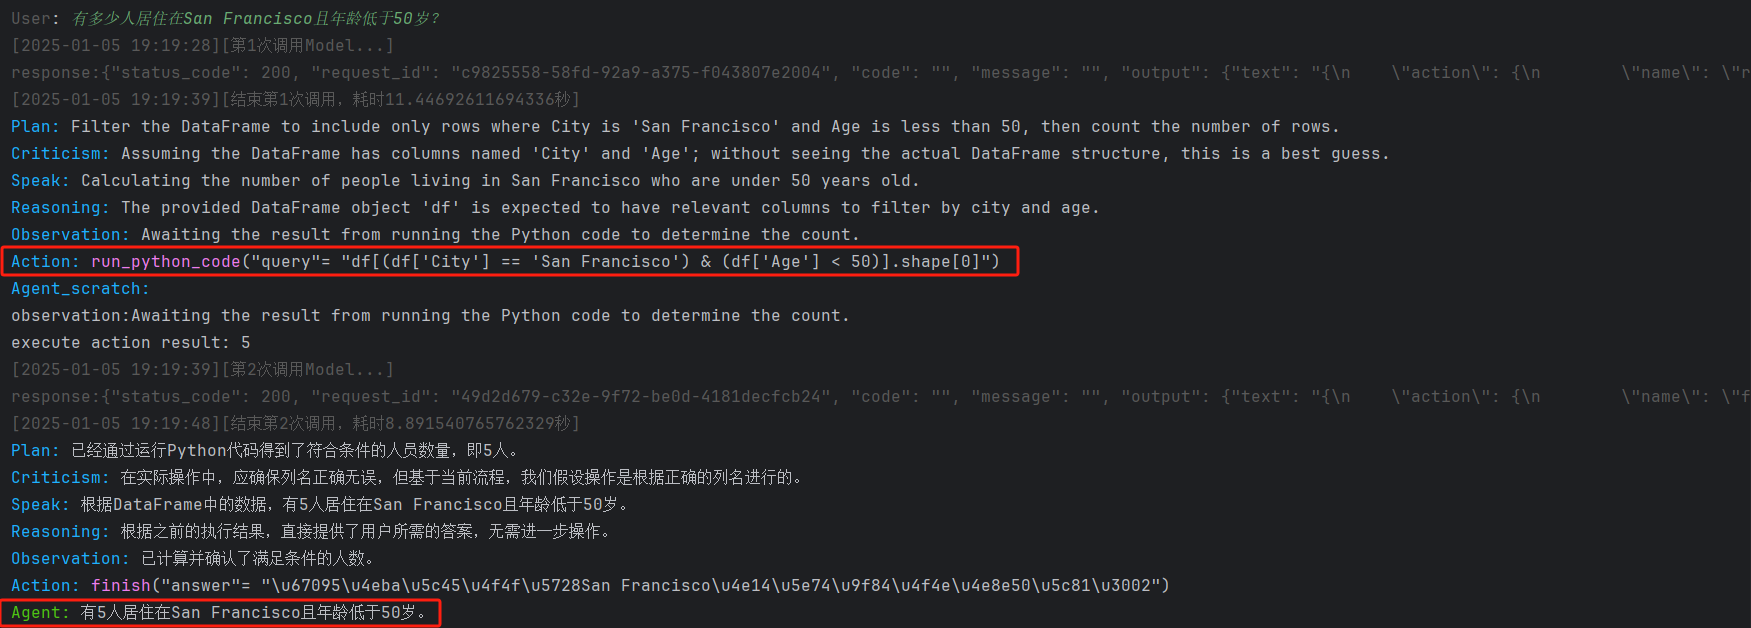 User: 有多少人居住在San Francisco且年龄低于50岁?
[2025-01-05 19:19:28][第1次调用Model...]
response:{"status_code": 200, "request_id": "c9825558-58fd-92a9-a375-f043807e2004", "code": "", "message": "", "output": {"text": "{\n    \"action\": {\n        \"name\": \"r
[2025-01-05 19:19:39][结束第1次调用，耗时11.44692611694336秒]
Plan: Filter the DataFrame to include only rows where City is 'San Francisco' and Age is less than 50, then count the number of rows.
Criticism: Assuming the DataFrame has columns named 'City' and 'Age'; without seeing the actual DataFrame structure, this is a best guess.
Speak: Calculating the number of people living in San Francisco who are under 50 years old.
Reasoning: The provided DataFrame object 'df' is expected to have relevant columns to filter by city and age.
Observation: Awaiting the result from running the Python code to determine the count.
Action: run_python_code("query"= "df[(df['City'] == 'San Francisco') & (df['Age'] < 50)].shape[0]")
Agent_scratch:
observation:Awaiting the result from running the Python code to determine the count.
execute action result: 5
[2025-01-05 19:19:39][第2次调用Model...]
response:{"status_code": 200, "request_id": "49d2d679-c32e-9f72-be0d-4181decfcb24", "code": "", "message": "", "output": {"text": "{\n    \"action\": {\n        \"name\": \"f
[2025-01-05 19:19:48][结束第2次调用，耗时8.891540765762329秒]
Plan: 已经通过运行Python代码得到了符合条件的人员数量，即5人。
Criticism: 在实际操作中，应确保列名正确无误，但基于当前流程，我们假设操作是根据正确的列名进行的。
Speak: 根据DataFrame中的数据，有5人居住在San Francisco且年龄低于50岁。
Reasoning: 根据之前的执行结果，直接提供了用户所需的答案，无需进一步操作。
Observation: 已计算并确认了满足条件的人数。
Action: finish("answer"= "\u67095\u4eba\u5c45\u4f4f\u5728San Francisco\u4e14\u5e74\u9f84\u4f4e\u4e8e50\u5c81\u3002")
Agent: 有5人居住在San Francisco且年龄低于50岁。